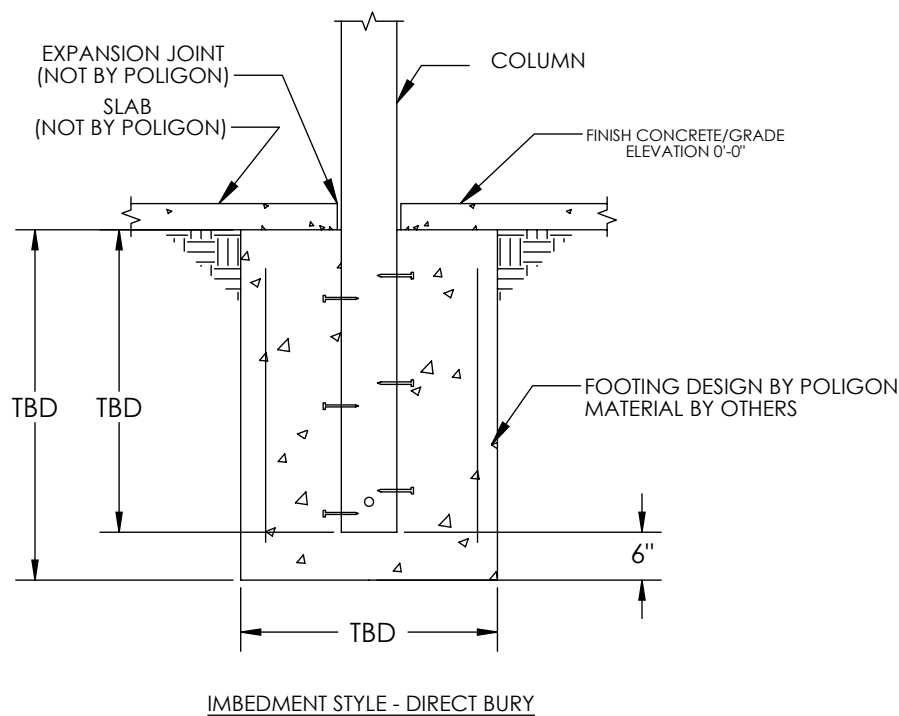 EXPANSION JOINT
(NOT BY POLIGON)
SLAB
(NOT BY POLIGON)
COLUMN
FINISH CONCRETE/GRADE
ELEVATION 0'-0"
TBD
TBD
FOOTING DESIGN BY POLIGON
MATERIAL BY OTHERS
6"
TBD
IMBEDMENT STYLE - DIRECT BURY